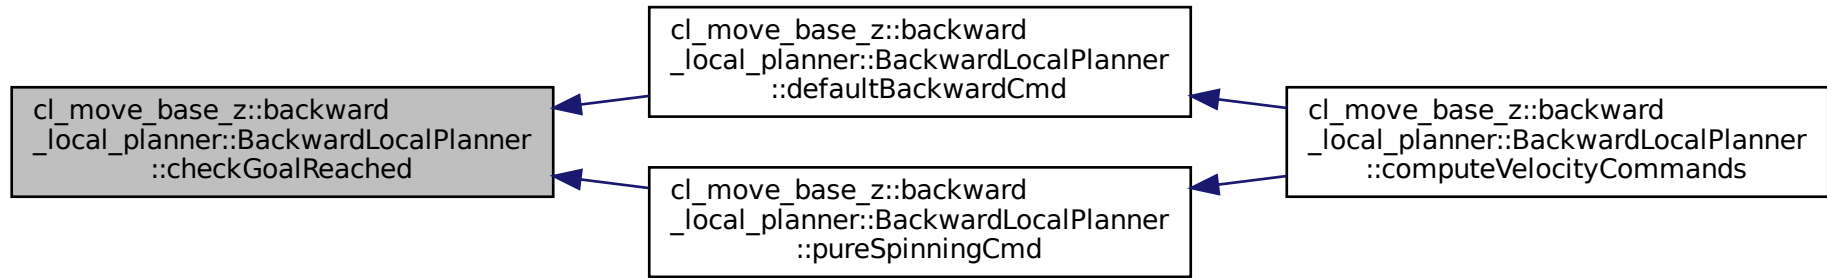 cl_move_base_z::backward
_local_planner::BackwardLocalPlanner
::checkGoalReached
cl_move_base_z::backward
_local_planner::BackwardLocalPlanner
::defaultBackwardCmd
cl_move_base_z::backward
_local_planner::BackwardLocalPlanner
::pureSpinningCmd
cl_move_base_z::backward
_local_planner::BackwardLocalPlanner
::computeVelocityCommands